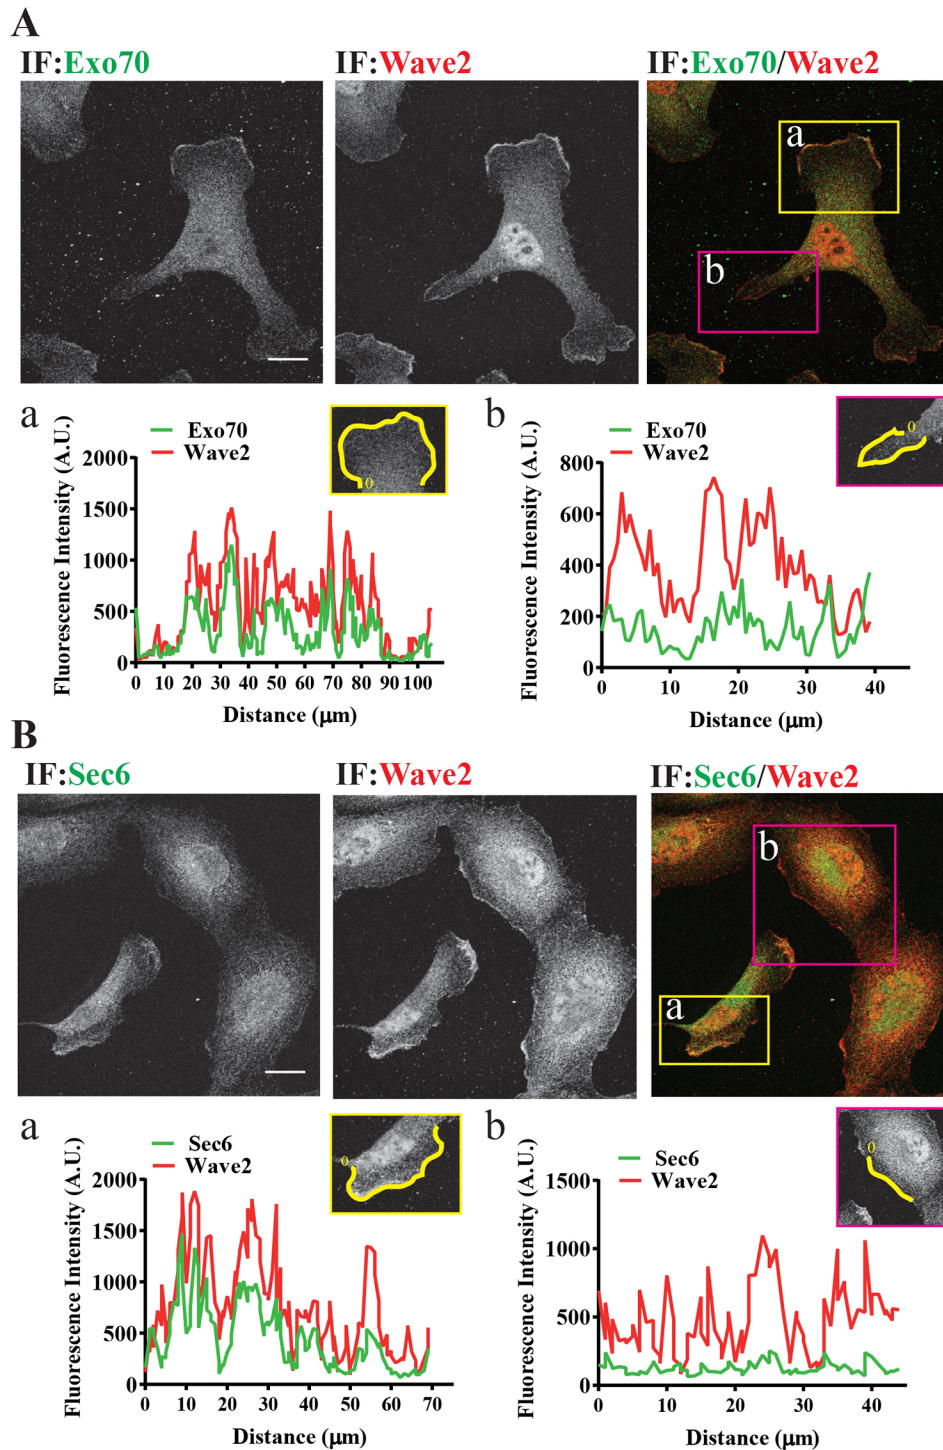 A
IF:Exo70
IF:Wave2
IF:Exo70/Wave2
a
b
a
Exo70
Wave2
Fluorescence Intensity (A.U.)
2000
1500
1000
500
0
0 10 20 30 40 50 60 70 80 90 100
Distance (μm)
0
b
Exo70
Wave2
Fluorescence Intensity (A.U.)
800
600
400
200
0
0 10 20 30 40
Distance (μm)
0
B
IF:Sec6
IF:Wave2
IF:Sec6/Wave2
b
a
a
Sec6
Wave2
Fluorescence Intensity (A.U.)
2000
1500
1000
500
0
0 10 20 30 40 50 60 70
Distance (μm)
0
b
Sec6
Wave2
Fluorescence Intensity (A.U.)
1500
1000
500
0
0 10 20 30 40
Distance (μm)
0